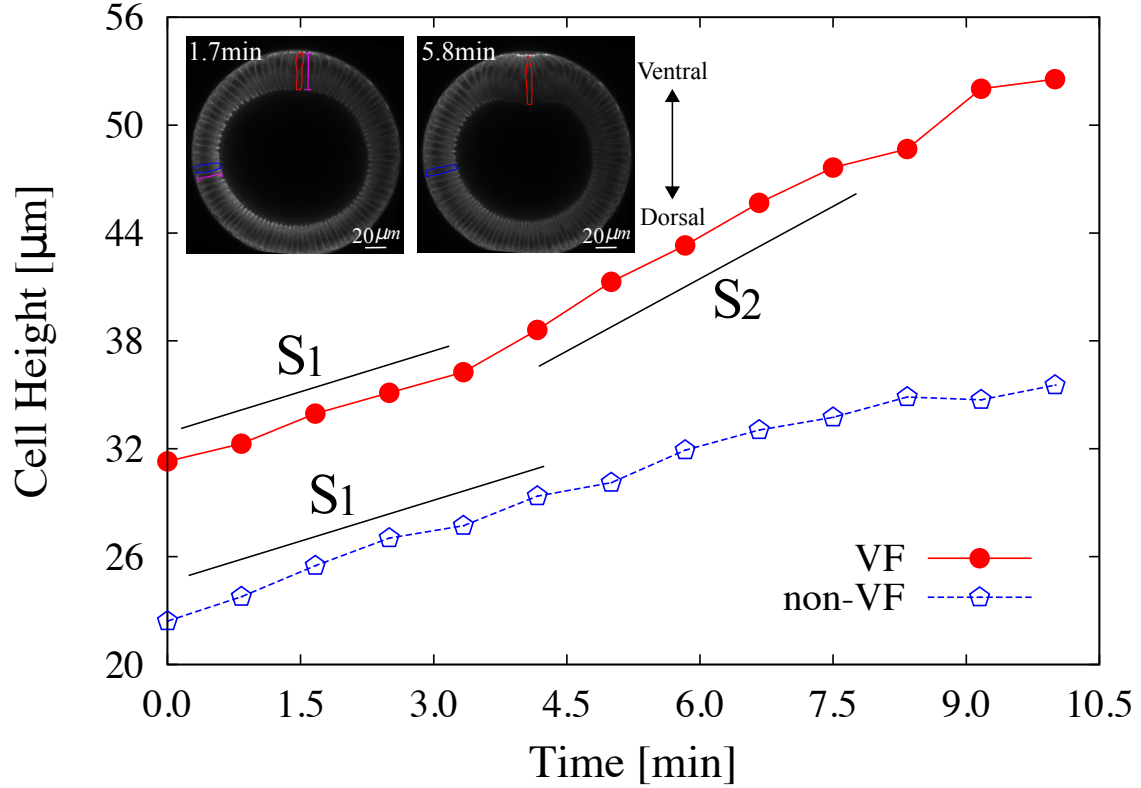 56
50
44
38
32
26
20
Cell Height [μm]
1.7min
20μm
5.8min
20μm
Ventral
Dorsal
S1
S2
S1
VF
non-VF
0.0 1.5 3.0 4.5 6.0 7.5 9.0 10.5
Time [min]